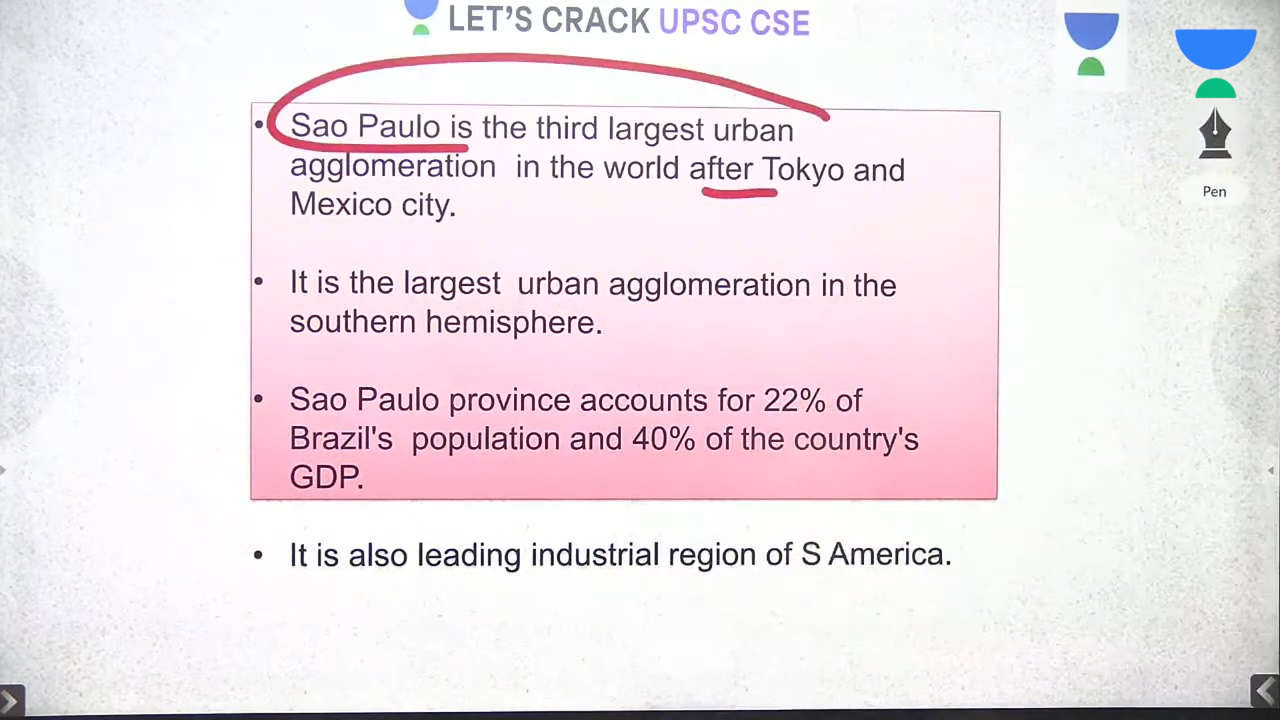 LET'S CRACK UPSC CSE
• Sao Paulo is the third largest urban
agglomeration in the world after Tokyo and
Mexico city.
• It is the largest urban agglomeration in the
southern hemisphere.
• Sao Paulo province accounts for 22% of
Brazil's population and 40% of the country's
GDP.
• It is also leading industrial region of S America.
Pen